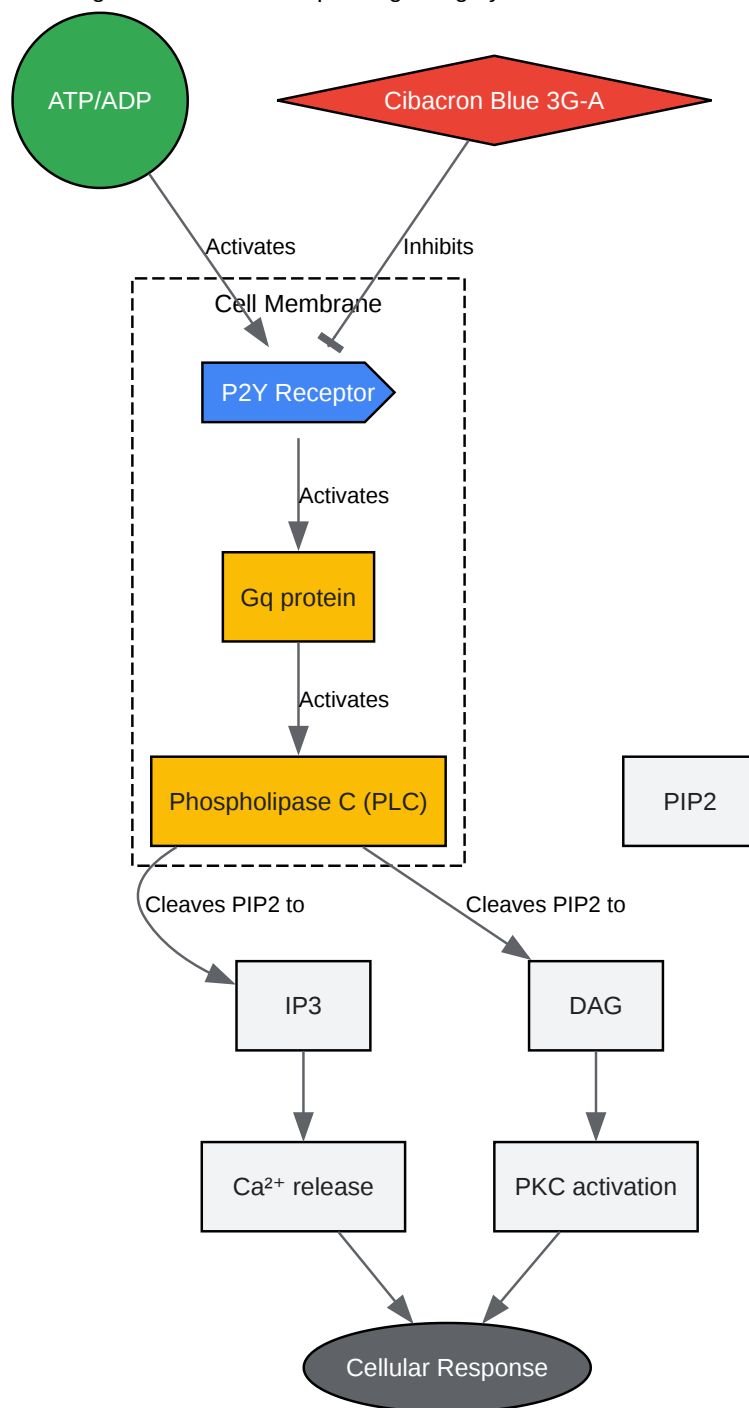 ATP/ADP
Cibacron Blue 3G-A
Activates
Inhibits
Cell Membrane
P2Y Receptor
Activates
Gq protein
Activates
Phospholipase C (PLC)
PIP2
Cleaves PIP2 to
Cleaves PIP2 to
IP3
DAG
Ca²⁺ release
PKC activation
Cellular Response